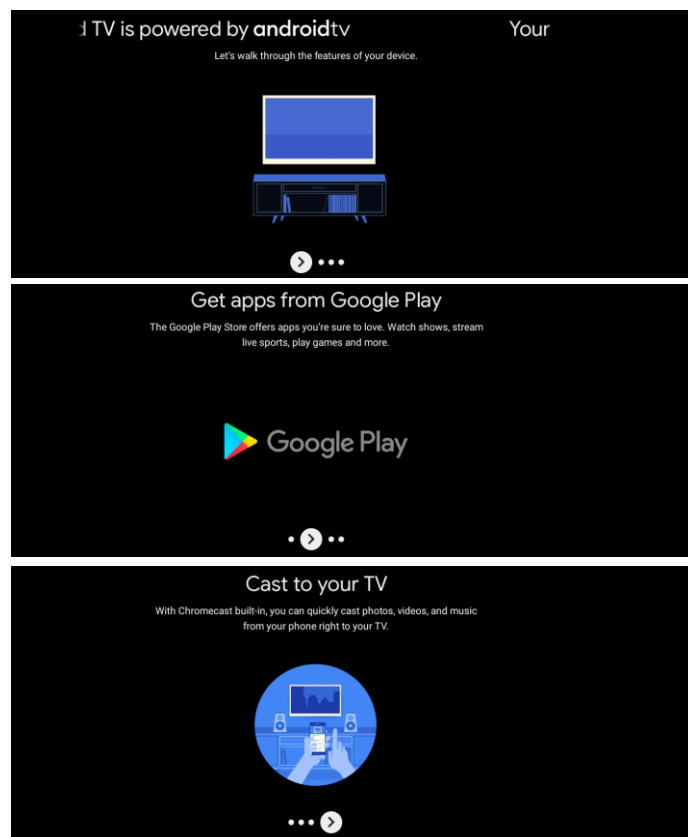 d TV is powered by androidtv Your
Let's walk through the features of your device.
Get apps from Google Play
The Google Play Store offers apps you're sure to love. Watch shows, stream
live sports, play games and more.
Google Play
Cast to your TV
With Chromecast built-in, you can quickly cast photos, videos, and music
from your phone right to your TV.